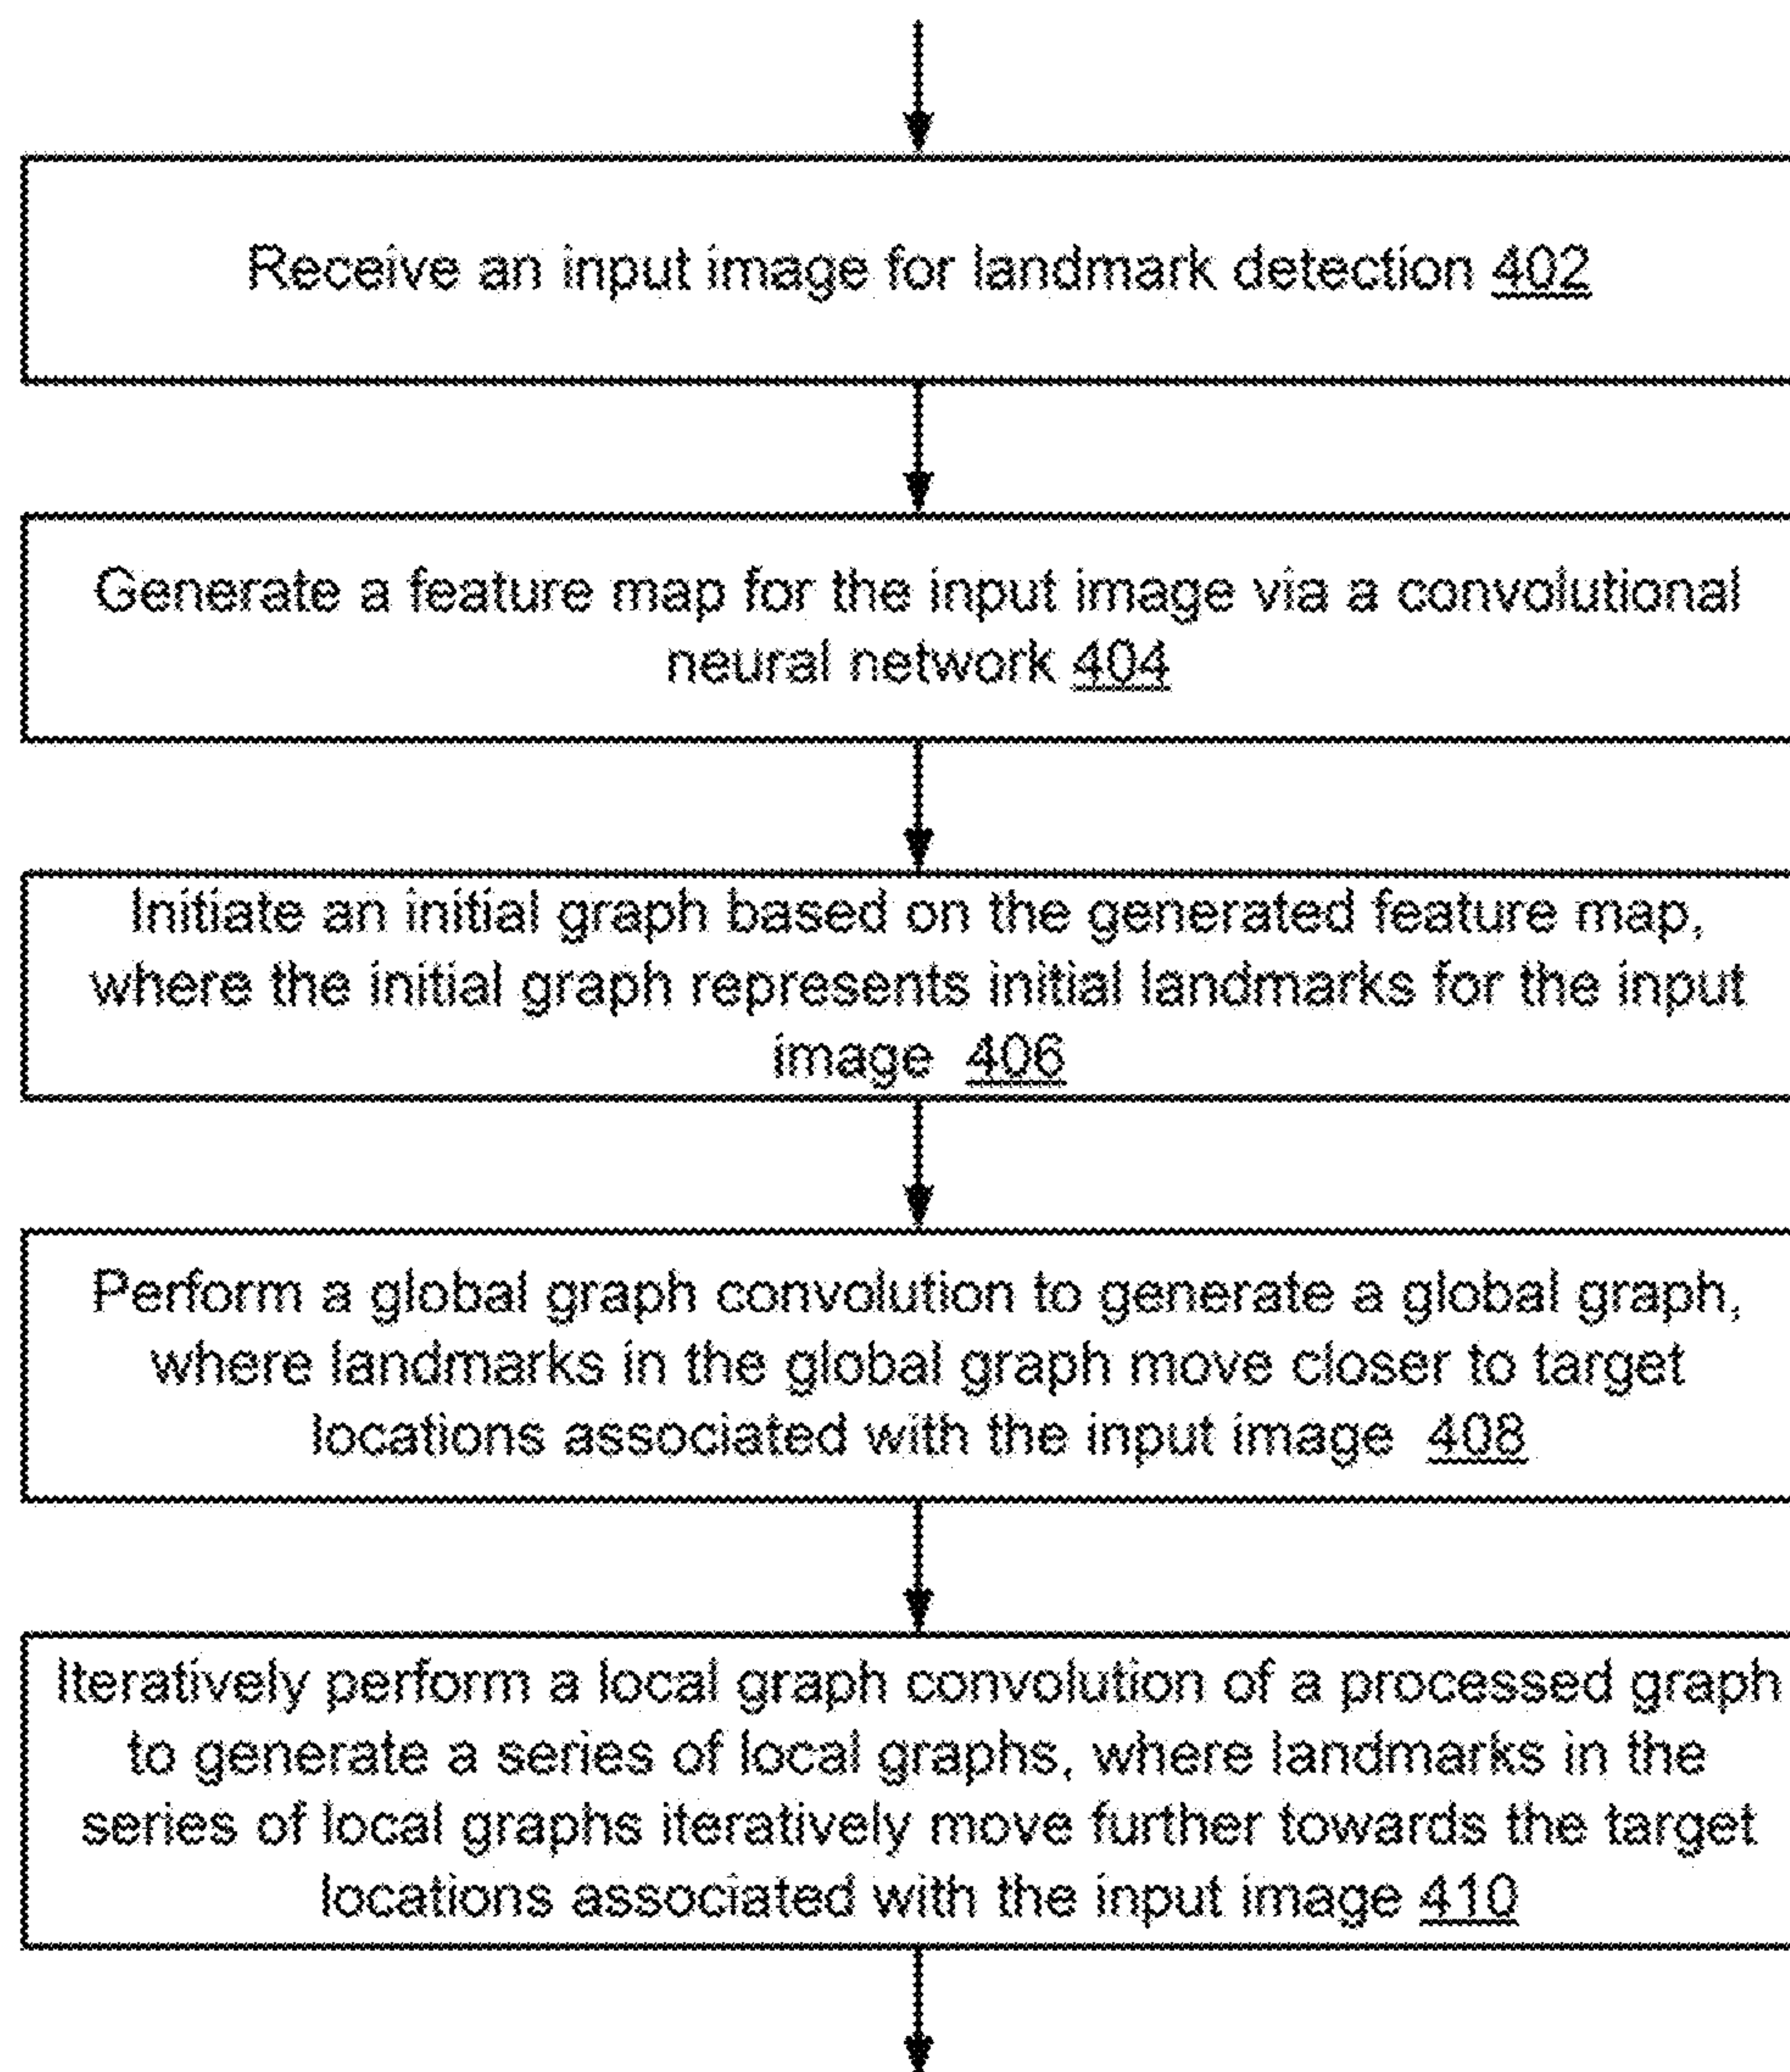 Receive an input image for landmark detection 402
Generate a feature map for the input image via a convolutional
neural network 404
Initiate an initial graph based on the generated feature map,
where the initial graph represents initial landmarks for the input
image 406
Perform a global graph convolution to generate a global graph,
where landmarks in the global graph move closer to target
locations associated with the input image 408
Iteratively perform a local graph convolution of a processed graph
to generate a series of local graphs, where landmarks in the
series of local graphs iteratively move further towards the target
locations associated with the input image 410